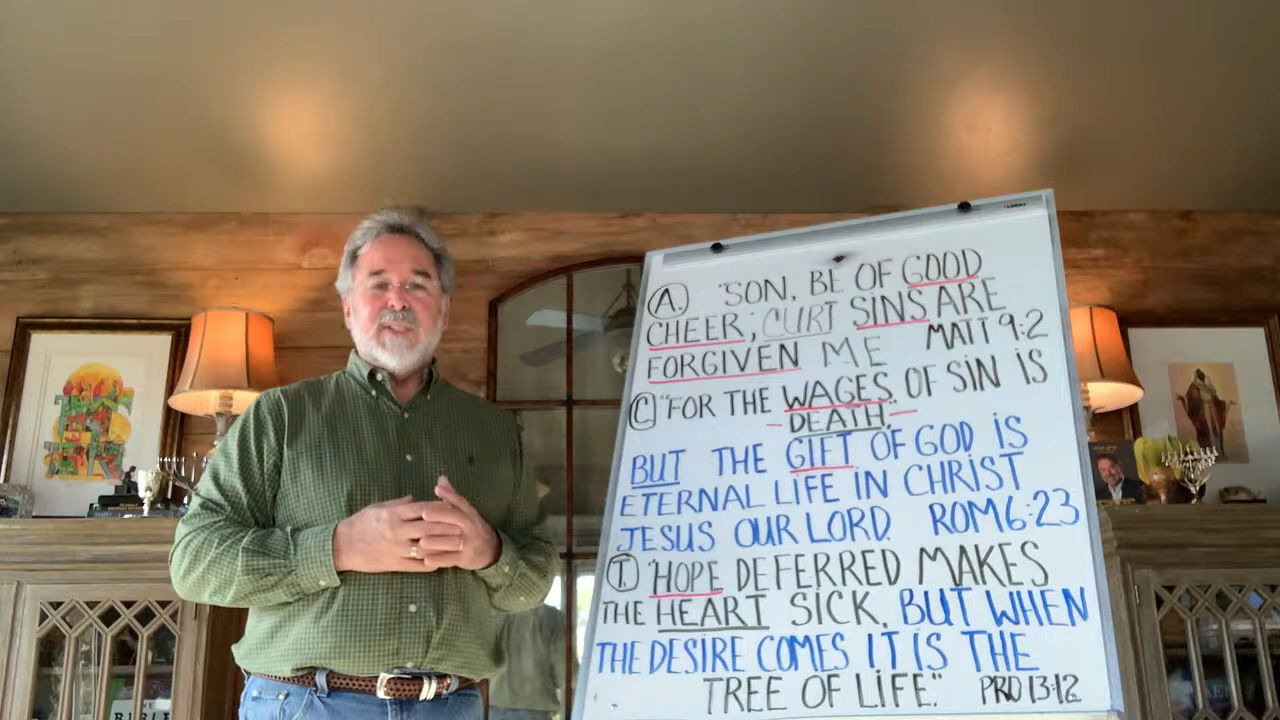 Ⓐ. "SON, BE OF GOOD
CHEER; CURT SINS ARE
FORGIVEN ME MATT 9:2
Ⓒ "FOR THE WAGES OF SIN IS
DEATH,"
BUT THE GIFT OF GOD IS
ETERNAL LIFE IN CHRIST
JESUS OUR LORD. ROM 6:23
Ⓣ. "HOPE DEFERRED MAKES
THE HEART SICK, BUT WHEN
THE DESIRE COMES IT IS THE
TREE OF LIFE." PRO 13:12